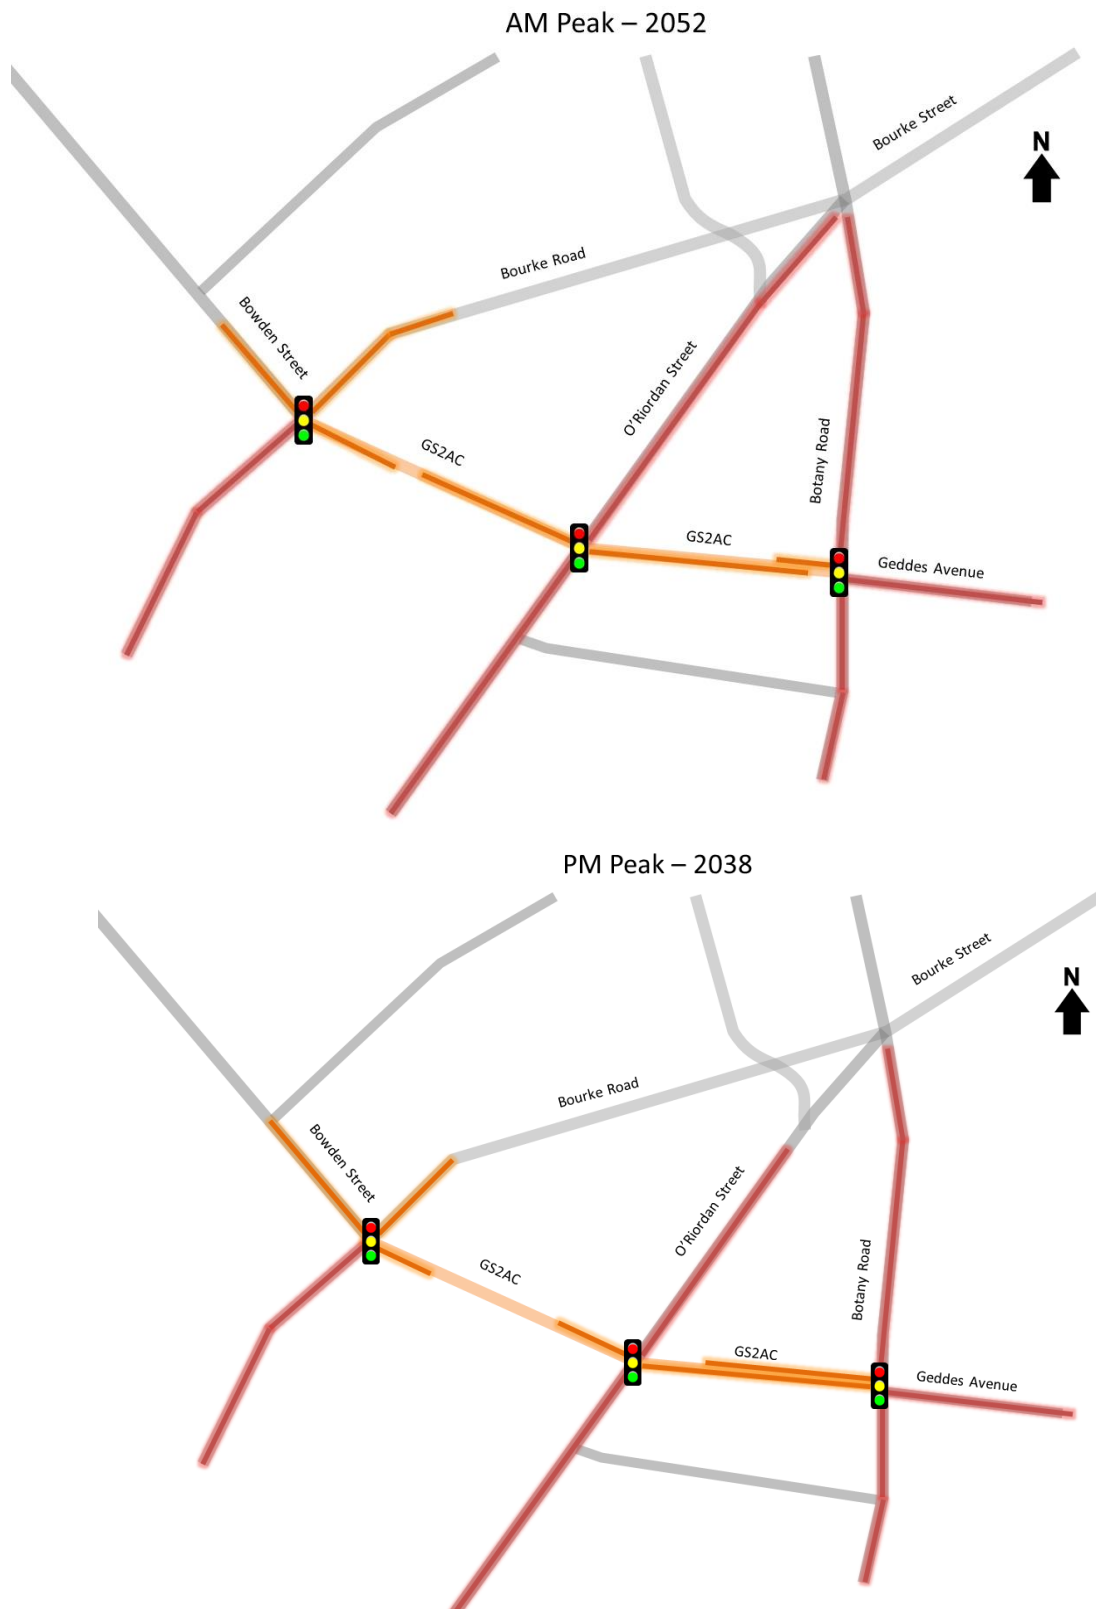 AM Peak – 2052
Bourke Street
N
Bourke Road
Bowden Street
O'Riordan Street
Botany Road
GS2AC
GS2AC
Geddes Avenue
PM Peak – 2038
Bourke Street
N
Bourke Road
Bowden Street
O'Riordan Street
Botany Road
GS2AC
GS2AC
Geddes Avenue